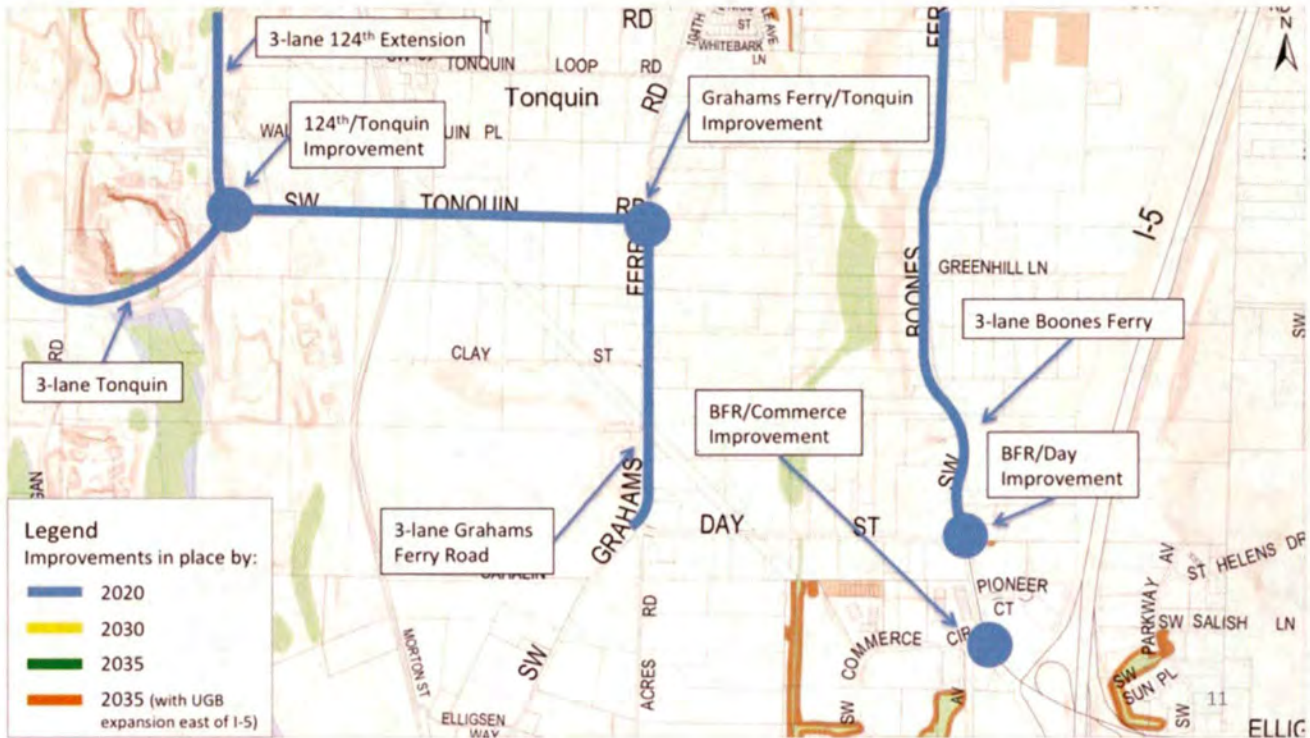 3-lane 124th Extension
RD
ST
WHITEBARK
LN
104TH
TONQUIN LOOP RD
Tonquin
RD
Grahams Ferry/Tonquin
Improvement
N
124th/Tonquin
Improvement
SW TONQUIN RD
I-5
BOONES
GREENHILL LN
3-lane Boones Ferry
SW
CLAY ST
RD
3-lane Tonquin
BFR/Commerce
Improvement
BFR/Day
Improvement
SW
3-lane Grahams
Ferry Road
GRAHAMS
DAY ST
PIONEER
CT
COMMERCE CIR
PARKWAY AV
ST HELENS DR
SW SALISH LN
SW
SUN PL
SW
11
SW
AV
MORTON ST
SW
ACRES RD
ELLIGSEN
WAY
Legend
Improvements in place by:
2020
2030
2035
2035 (with UGB
expansion east of I-5)